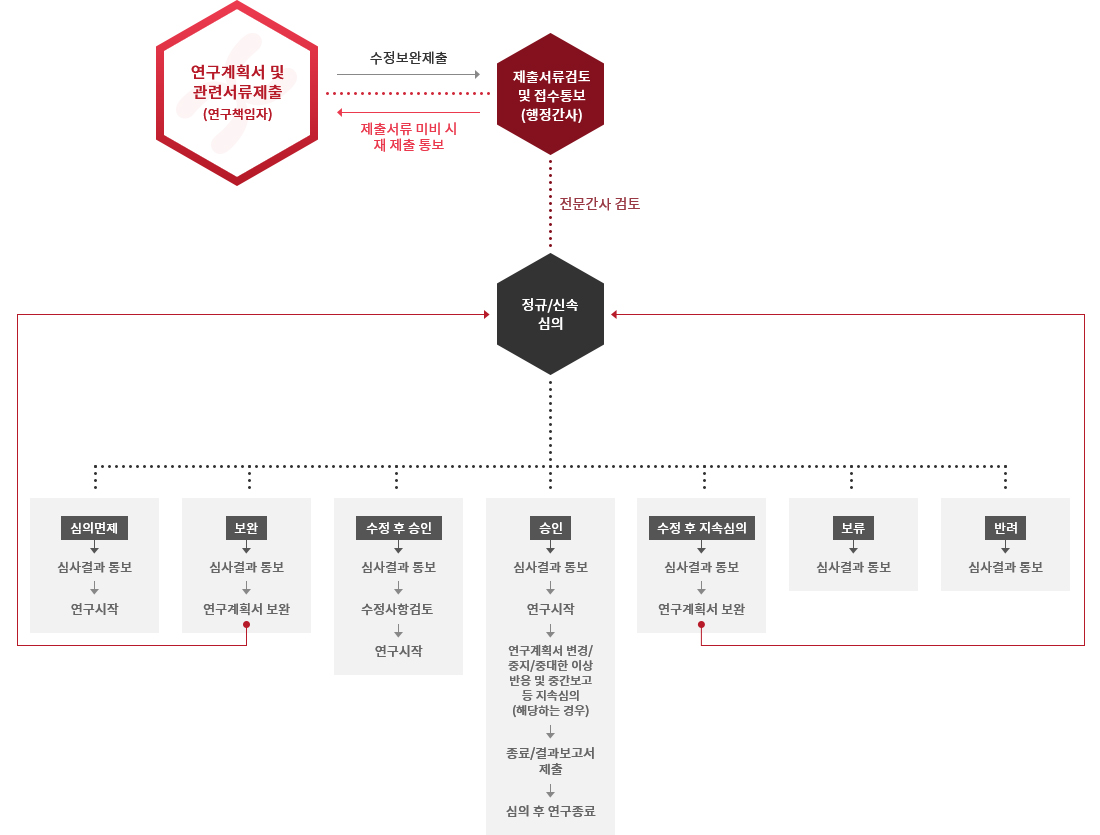 연구계획서 및
관련서류제출
(연구책임자)
수정보완제출
제출서류 미비 시
재 제출 통보
제출서류검토
및 접수통보
(행정간사)
전문간사 검토
정규/신속
심의
심의면제
심사결과 통보
연구시작
보완
심사결과 통보
연구계획서 보완
수정 후 승인
심사결과 통보
수정사항검토
연구시작
승인
심사결과 통보
연구시작
연구계획서 변경/
중지/중대한 이상
반응 및 중간보고
등 지속심의
(해당하는 경우)
종료/결과보고서
제출
심의 후 연구종료
수정 후 지속심의
심사결과 통보
연구계획서 보완
보류
심사결과 통보
반려
심사결과 통보